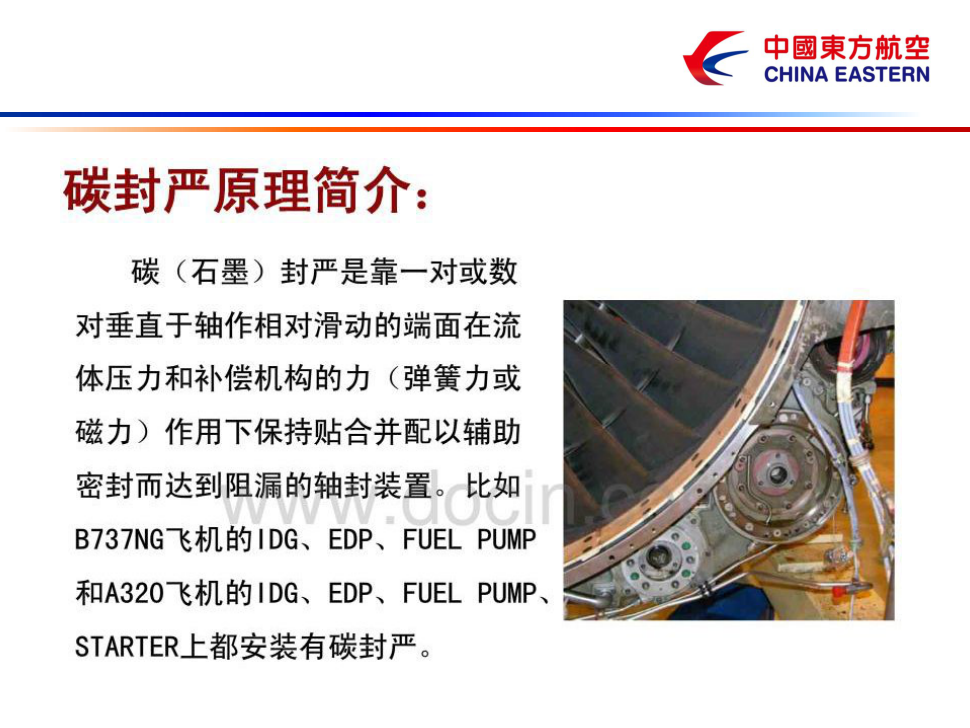 中國東方航空
CHINA EASTERN
碳封严原理简介：
碳（石墨）封严是靠一对或数
对垂直于轴作相对滑动的端面在流
体压力和补偿机构的力（弹簧力或
磁力）作用下保持贴合并配以辅助
密封而达到阻漏的轴封装置。比如
B737NG飞机的IDG、EDP、FUEL PUMP
和A320飞机的IDG、EDP、FUEL PUMP、
STARTER上都安装有碳封严。
www.docin.c